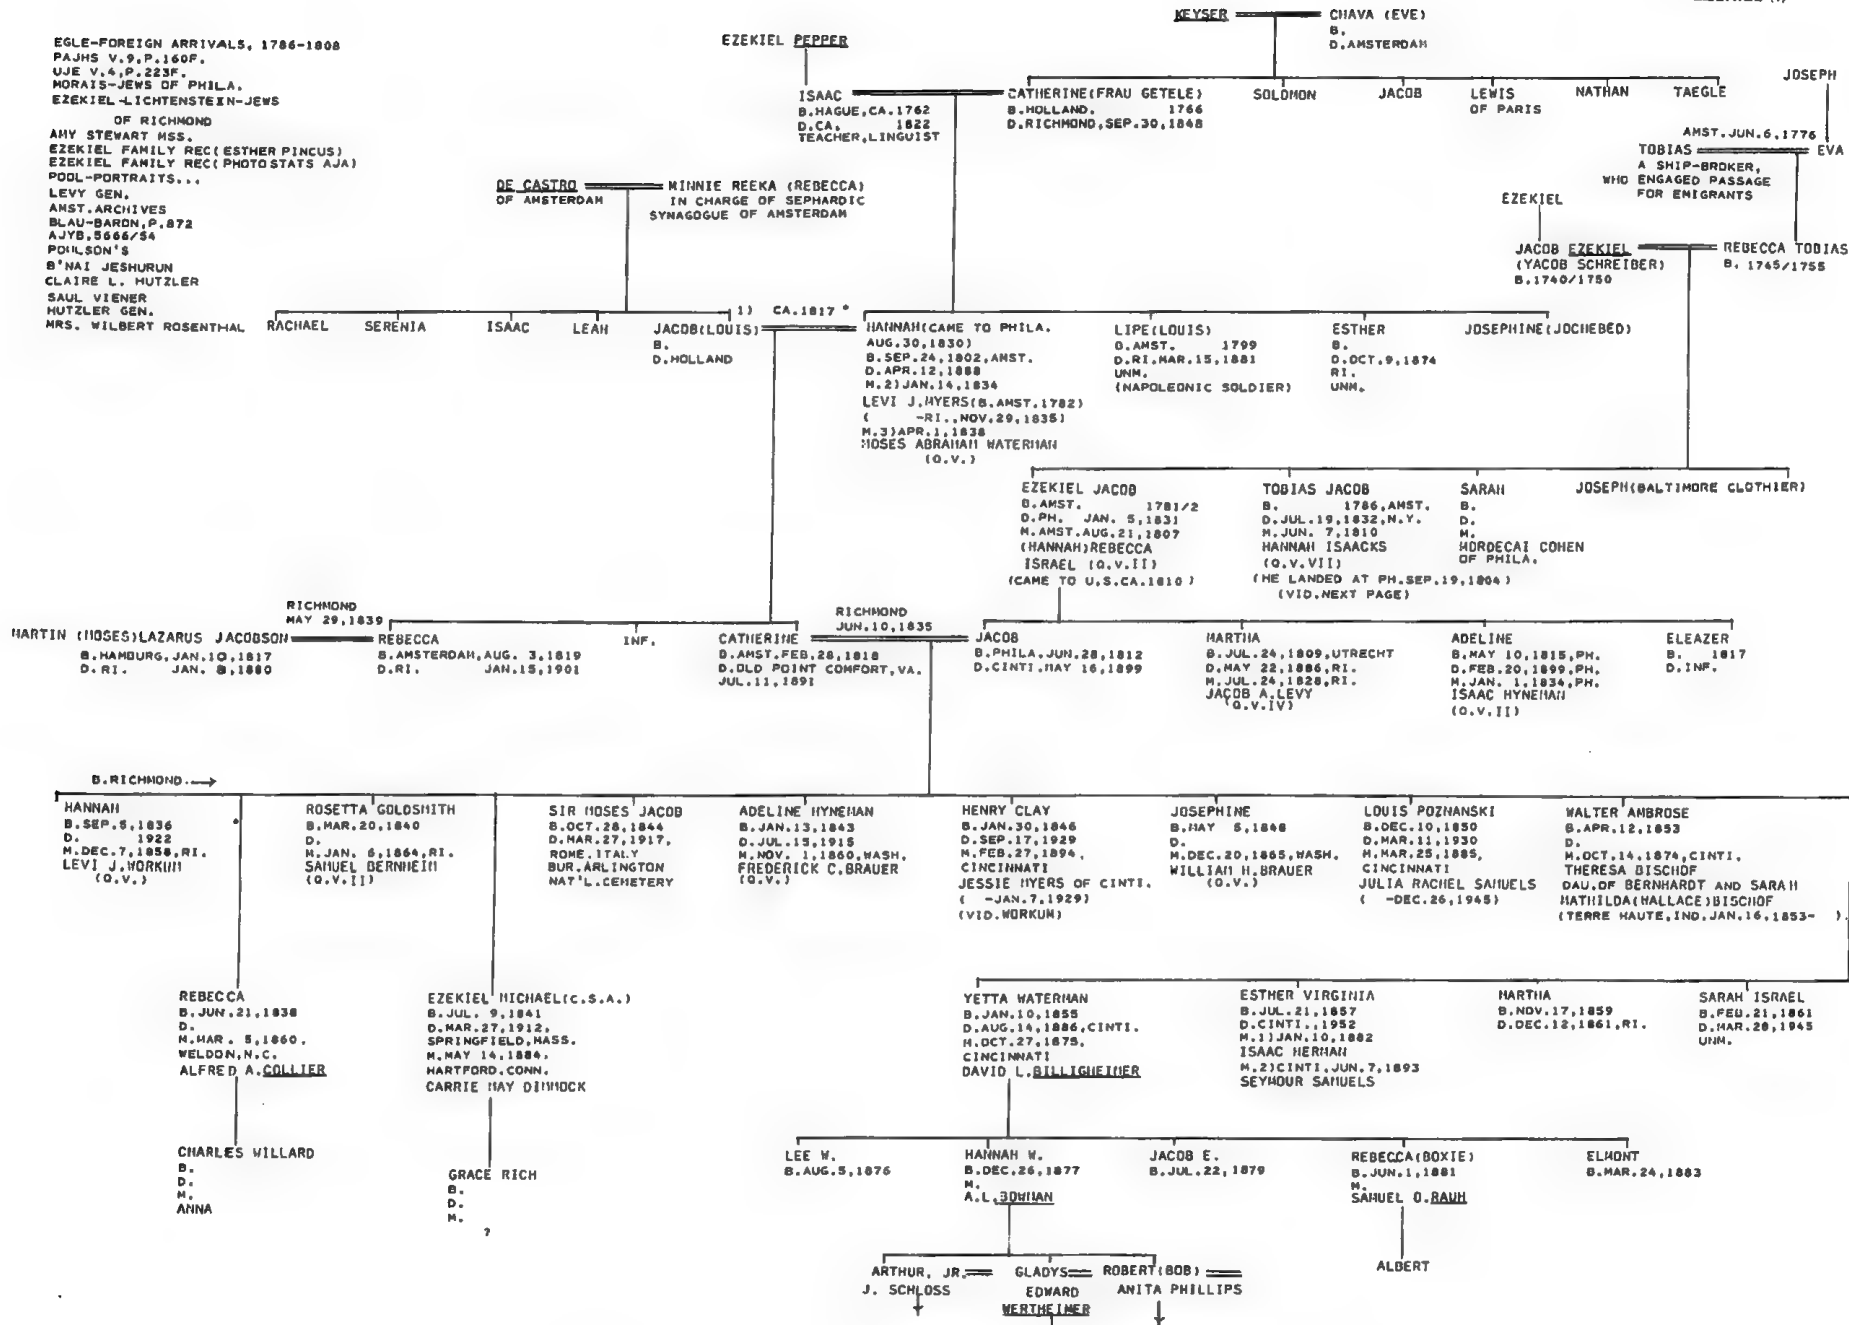 EGLE-FOREIGN ARRIVALS, 1786-1808
PAJHS V.9,P.160F.
UJE V.4,P.223F.
MORAIS-JEWS OF PHILA.
EZEKIEL-LICHTENSTEIN-JEWS
OF RICHMOND
AMY STEWART MSS.
EZEKIEL FAMILY REC(ESTHER PINCUS)
EZEKIEL FAMILY REC(PHOTOSTATS AJA)
POOL-PORTRAITS...
LEVY GEN.
AMST.ARCHIVES
BLAU-BARON,P.872
AJYB,5666/54
POULSON'S
B'NAI JESHURUN
CLAIRE L. HUTZLER
SAUL VIENER
HUTZLER GEN.
MRS. WILBERT ROSENTHAL
KEYSER
CHAVA (EVE)
B.
D.AMSTERDAM
EZEKIEL PEPPER
ISAAC
B.HAGUE,CA.1762
D.CA. 1822
TEACHER,LINGUIST
CATHERINE(FRAU GETELE)
B.HOLLAND. 1766
D.RICHMOND,SEP.30,1848
SOLOMON
JACOB
LEWIS
OF PARIS
NATHAN
TAEGLE
JOSEPH
AMST.JUN.6,1776
TOBIAS
EVA
A SHIP-BROKER,
WHO ENGAGED PASSAGE
FOR EMIGRANTS
DE CASTRO
OF AMSTERDAM
MINNIE REEKA (REBECCA)
IN CHARGE OF SEPHARDIC
SYNAGOGUE OF AMSTERDAM
EZEKIEL
JACOB EZEKIEL
(YACOB SCHREIBER)
B.1740/1750
REBECCA TOBIAS
B. 1745/1755
RACHAEL
SERENIA
ISAAC
LEAH
1) CA.1817 *
JACOB(LOUIS)
B.
D.HOLLAND
HANNAH(CAME TO PHILA.
AUG.30,1830)
B.SEP.24,1802,AMST.
D.APR.12,1888
M.2)JAN.14,1834
LEVI J.MYERS(B.AMST.1782)
( -RI.,NOV.29,1835)
M.3)APR.1,1838
MOSES ABRAHAM WATERMAN
(Q.V.)
LIPE(LOUIS)
B.AMST. 1799
D.RI.MAR.15,1881
UNM.
(NAPOLEONIC SOLDIER)
ESTHER
B.
D.OCT.9,1874
RI.
UNM.
JOSEPHINE(JOCHEBED)
EZEKIEL JACOB
B.AMST. 1781/2
D.PH. JAN. 5,1831
M.AMST.AUG.21,1807
(HANNAH)REBECCA
ISRAEL (Q.V.II)
(CAME TO U.S.CA.1810)
TOBIAS JACOB
B. 1786,AMST.
D.JUL.19,1832,N.Y.
M.JUN. 7,1810
HANNAH ISAACKS
(Q.V.VII)
(HE LANDED AT PH.SEP.19,1804)
(VID.NEXT PAGE)
SARAH
B.
D.
M.
MORDECAI COHEN
OF PHILA.
JOSEPH(BALTIMORE CLOTHIER)
RICHMOND
MAY 29,1839
MARTIN (MOSES)LAZARUS JACOBSON
B.HAMBURG,JAN.10,1817
D.RI. JAN. 8,1880
REBECCA
B.AMSTERDAM,AUG. 3,1819
D.RI. JAN.15,1901
INF.
CATHERINE
B.AMST.FEB.28,1818
D.OLD POINT COMFORT,VA.
JUL.11,1891
RICHMOND
JUN.10,1835
JACOB
B.PHILA.JUN.28,1812
D.CINTI.MAY 16,1899
MARTHA
B.JUL.24,1809,UTRECHT
D.MAY 22,1886,RI.
M.JUL.24,1828,RI.
JACOB A.LEVY
(Q.V.IV)
ADELINE
B.MAY 10,1815,PH.
D.FEB.20,1899,PH.
M.JAN. 1,1834,PH.
ISAAC HYNEMAN
(Q.V.II)
ELEAZER
B. 1817
D.INF.
B.RICHMOND
HANNAH
B.SEP.5,1836
D. 1922
M.DEC.7,1858,RI.
LEVI J.WORKUM
(Q.V.)
ROSETTA GOLDSMITH
B.MAR.20,1840
D.
M.JAN. 6,1864,RI.
SAMUEL BERNHEIM
(Q.V.II)
SIR MOSES JACOB
B.OCT.28,1844
D.MAR.27,1917,
ROME,ITALY
BUR.ARLINGTON
NAT'L.CEMETERY
ADELINE HYNEMAN
B.JAN.13,1843
D.JUL.15,1915
M.NOV. 1,1860,WASH.
FREDERICK C.BRAUER
(Q.V.)
HENRY CLAY
B.JAN.30,1846
D.SEP.17,1929
M.FEB.27,1894,
CINCINNATI
JESSIE MYERS OF CINTI.
( -JAN.7,1929)
(VID.WORKUM)
JOSEPHINE
B.MAY 5,1848
D.
M.DEC.20,1865,WASH.
WILLIAM H.BRAUER
(Q.V.)
LOUIS POZNANSKI
B.DEC.10,1850
D.MAR.11,1930
M.MAR.25,1885,
CINCINNATI
JULIA RACHEL SAMUELS
( -DEC.26,1945)
WALTER AMBROSE
B.APR.12,1853
D.
M.OCT.14,1874,CINTI.
THERESA BISCHOF
DAU.OF BERNHARDT AND SARAH
MATHILDA(WALLACE)BISCHOF
(TERRE HAUTE,IND.JAN.16,1853- ).
REBECCA
B.JUN.21,1838
D.
M.MAR. 5,1860.
WELDON,N.C.
ALFRED A.COLLIER
EZEKIEL MICHAEL(C.S.A.)
B.JUL. 9,1841
D.MAR.27,1912,
SPRINGFIELD,MASS.
M.MAY 14,1884.
HARTFORD,CONN.
CARRIE MAY DIMMOCK
YETTA WATERMAN
B.JAN.10,1855
D.AUG.14,1886,CINTI.
M.OCT.27,1875,
CINCINNATI
DAVID L.BILLIGHEIMER
ESTHER VIRGINIA
B.JUL.21,1857
D.CINTI.,1952
M.1)JAN.10,1882
ISAAC HERMAN
M.2)CINTI.JUN.7,1893
SEYMOUR SAMUELS
MARTHA
B.NOV.17,1859
D.DEC.12,1861,RI.
SARAH ISRAEL
B.FEB.21,1861
D.MAR.28,1945
UNM.
CHARLES WILLARD
B.
D.
M.
ANNA
GRACE RICH
B.
D.
M.
?
LEE W.
B.AUG.5,1876
HANNAH W.
B.DEC.26,1877
M.
A.L.BOWMAN
JACOB E.
B.JUL.22,1879
REBECCA(BOXIE)
B.JUN.1,1881
M.
SAMUEL O.RAUH
ELMONT
B.MAR.24,1883
ARTHUR, JR.
J. SCHLOSS
GLADYS
EDWARD
WERTHEIMER
ROBERT(BOB)
ANITA PHILLIPS
ALBERT